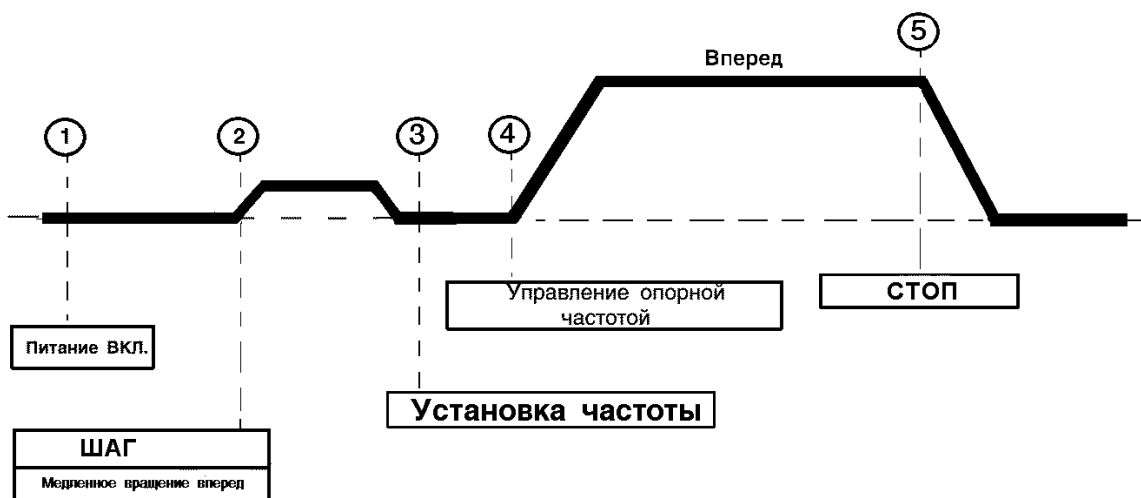 5
Вперед
1
2
3
4
Управление опорной
частотой
СТОП
Питание ВКЛ.
Установка частоты
ШАГ
Медленное вращение вперед